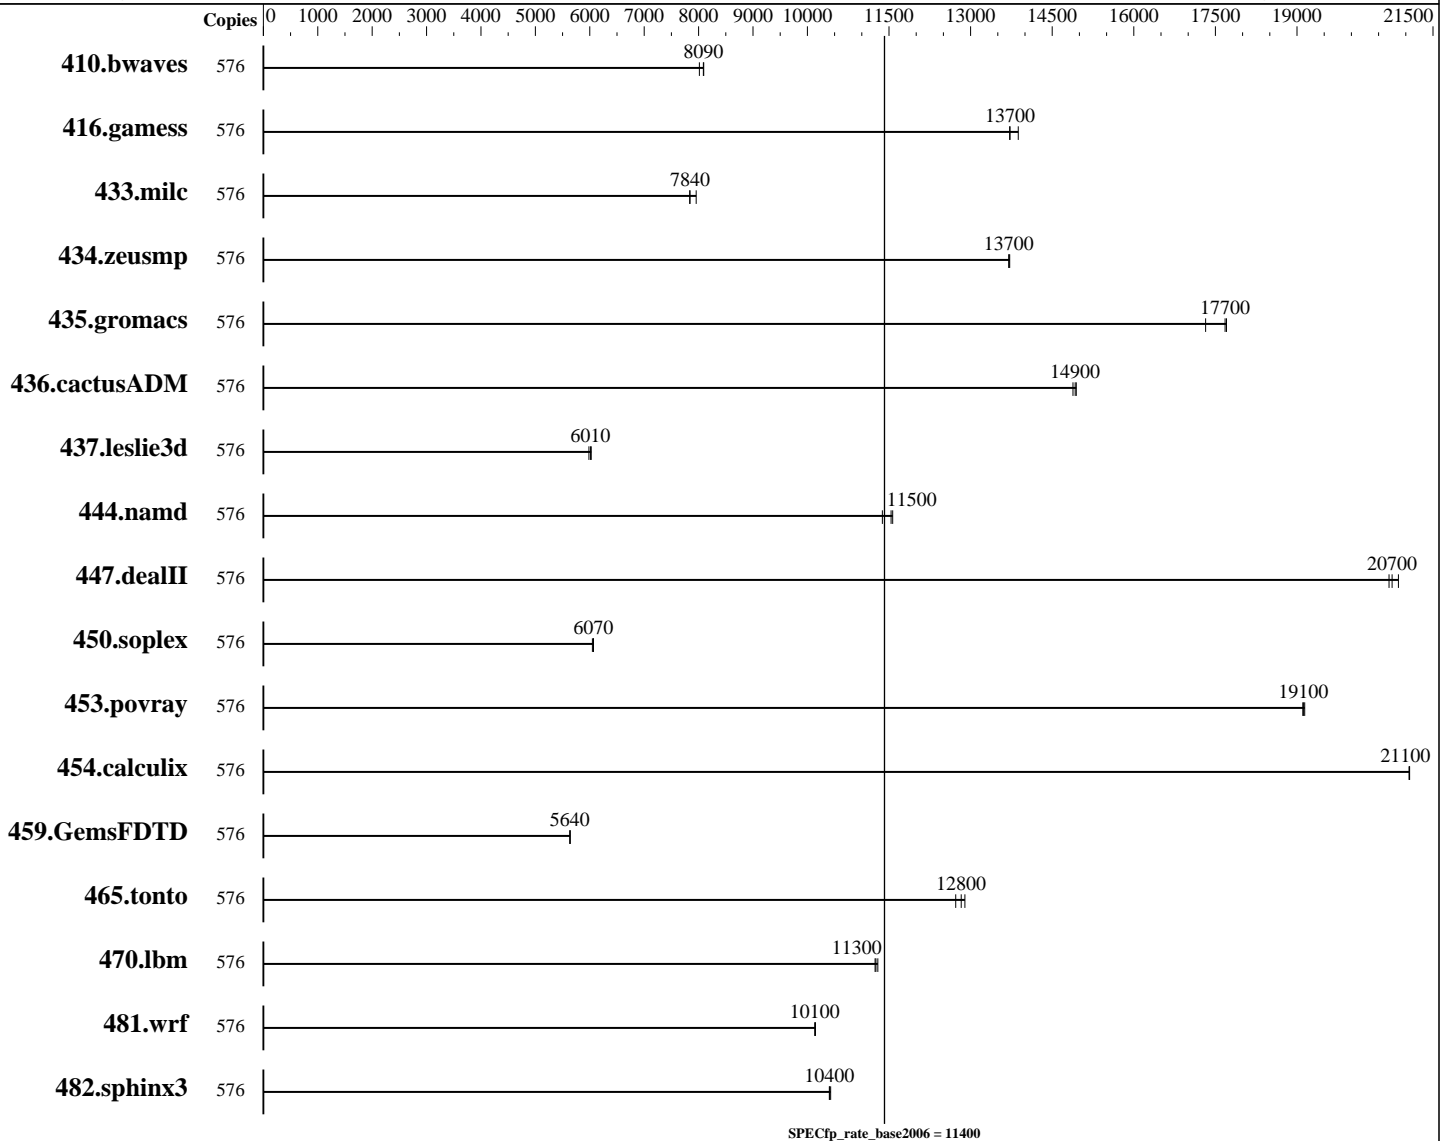 Copies 0 1000 2000 3000 4000 5000 6000 7000 8000 9000 10000 11500 13000 14500 16000 17500 19000 21500
410.bwaves 576 8090
416.gamess 576 13700
433.milc 576 7840
434.zeusmp 576 13700
435.gromacs 576 17700
436.cactusADM 576 14900
437.leslie3d 576 6010
444.namd 576 11500
447.dealII 576 20700
450.soplex 576 6070
453.povray 576 19100
454.calculix 576 21100
459.GemsFDTD 576 5640
465.tonto 576 12800
470.lbm 576 11300
481.wrf 576 10100
482.sphinx3 576 10400
SPECfp_rate_base2006 = 11400